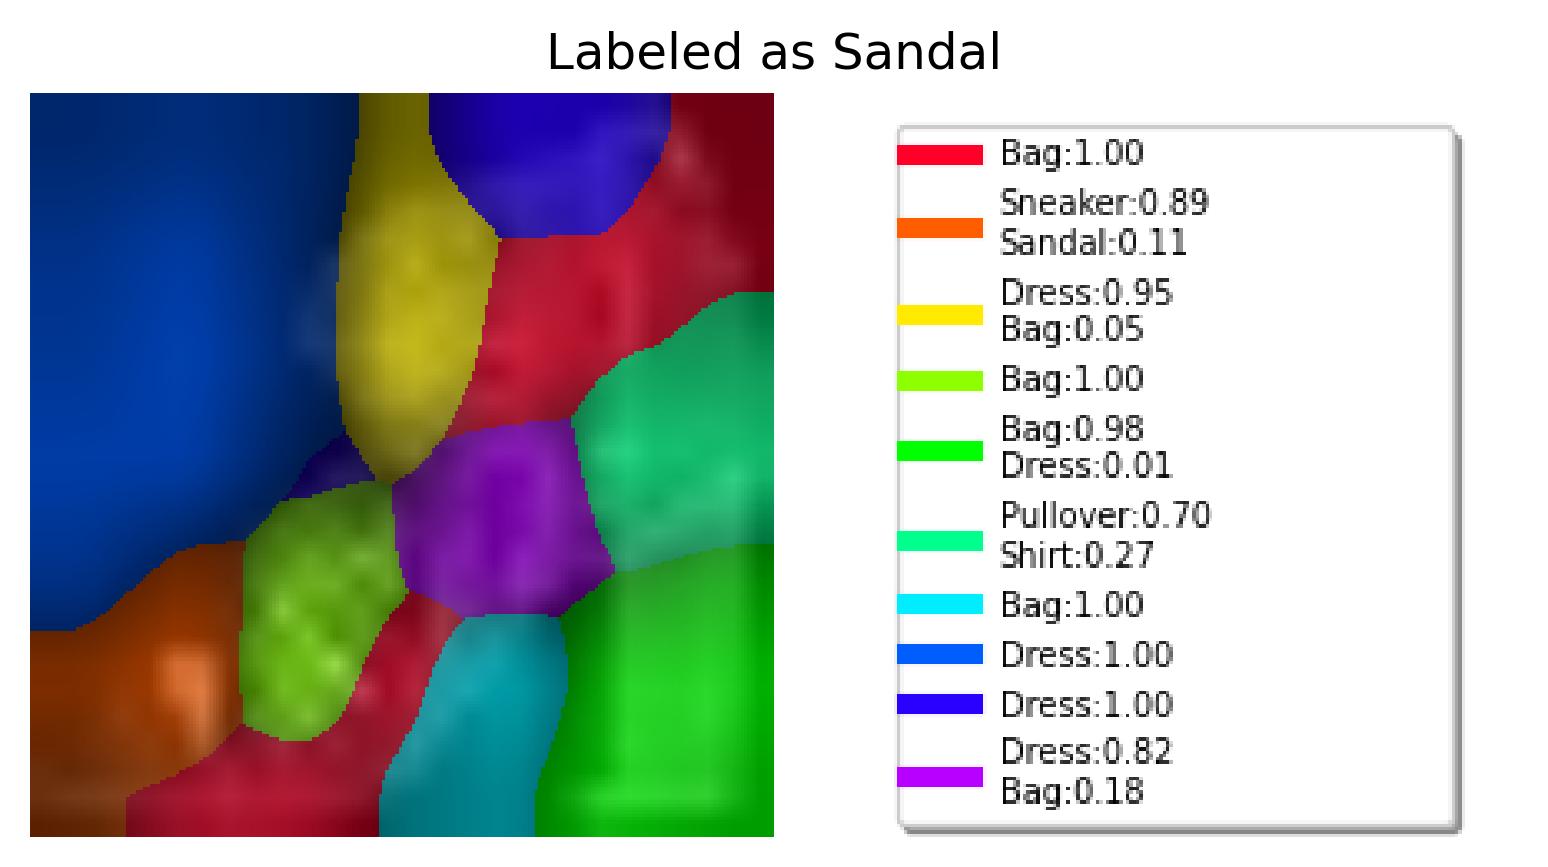 Labeled as Sandal
Bag:1.00
Sneaker:0.89
Sandal:0.11
Dress:0.95
Bag:0.05
Bag:1.00
Bag:0.98
Dress:0.01
Pullover:0.70
Shirt:0.27
Bag:1.00
Dress:1.00
Dress:1.00
Dress:0.82
Bag:0.18